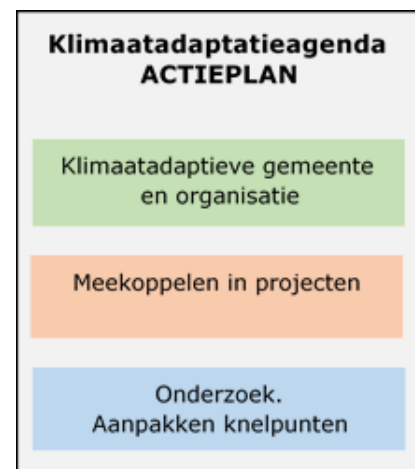 Klimaatadaptatieagenda
ACTIEPLAN
Klimaatadaptieve gemeente
en organisatie
Meekoppelen in projecten
Onderzoek.
Aanpakken knelpunten